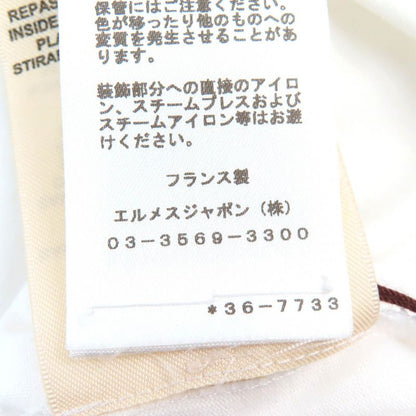 REPASS
INSIDE
PL
STIRA
保管にはご注意ください。
色が移ったり他のものへの
変質を発生させることがあ
ります。
装飾部分への直接のアイロ
ン、スチームプレスおよび
スチームアイロン等はお避
けください。
フランス製
エルメスジャポン（株）
03-3569-3300
*36-7733